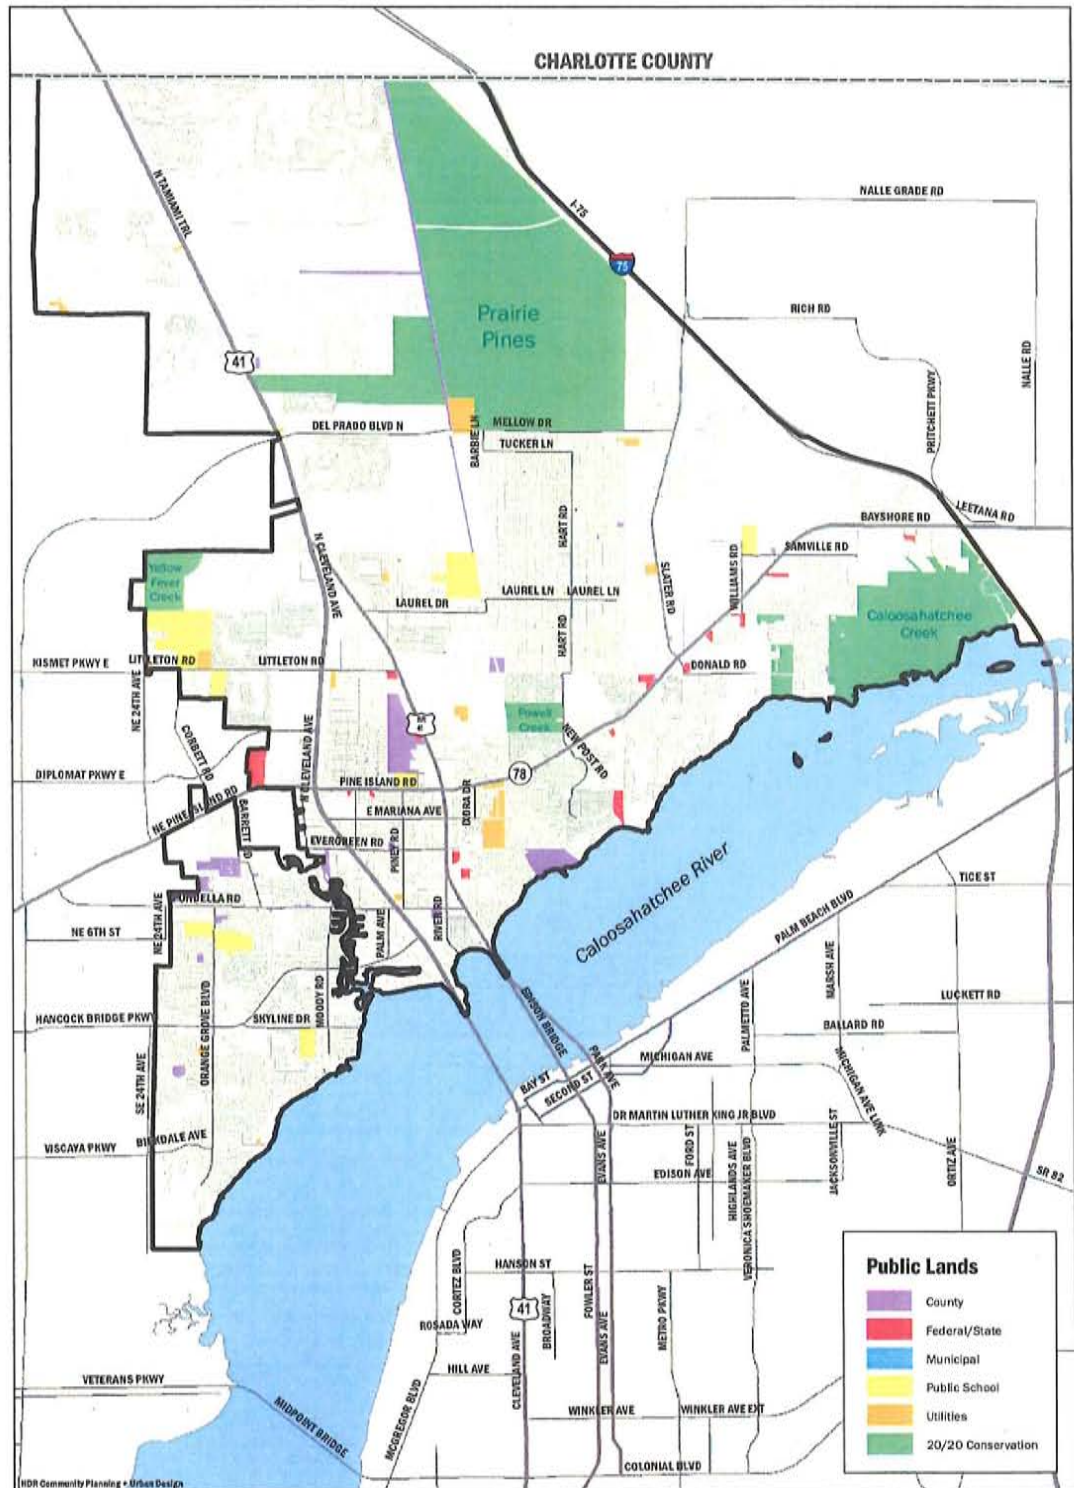 CHARLOTTE COUNTY
N TAMIAMI TRL
I-75
75
NALLE GRADE RD
RICH RD
NALLE RD
PRITCHETT PKWY
Prairie
Pines
41
DEL PRADO BLVD N
BARBIE LN
MELLOW DR
TUCKER LN
HART RD
BAYSHORE RD
LEETANA RD
SAMVILLE RD
WILLIAMS RD
SLATER RD
N CLEVELAND AVE
Yellow
Fever
Creek
LAUREL DR
LAUREL LN
LAUREL LN
HART RD
Caloosahatchee
Creek
KISMET PKWY E
LITTLETON RD
LITTLETON RD
DONALD RD
NE 24TH AVE
CORBETT RD
N CLEVELAND AVE
Powell
Creek
NEW POST RD
DIPLOMAT PKWY E
PINE ISLAND RD
78
NE PINE ISLAND RD
BARRETT
E MARIANA AVE
EVERGREEN RD
PINEY RD
Caloosahatchee River
TICE ST
PALM BEACH BLVD
NE 6TH ST
NE 24TH AVE
PALM AVE
RIVER RD
MARSH AVE
ORANGE GROVE BLVD
MOODY RD
PALMETTO AVE
LUCKETT RD
HANCOCK BRIDGE PKWY
SKYLINE DR
EDISON BRIDGE
BALLARD RD
SE 24TH AVE
PARK AVE
MICHIGAN AVE
MICHIGAN AVE LINK
BAY ST
SECOND ST
DR MARTIN LUTHER KING JR BLVD
VISCAYA PKWY
BIRKDALE AVE
EVANS AVE
FORD ST
EDISON AVE
HIGHLANDS AVE
VERONICA SHOEMAKER BLVD
JACKSONVILLE ST
ORTIZ AVE
SR 82
HANSON ST
CORTEZ BLVD
41
BROADWAY
FOWLER ST
EVANS AVE
METRO PKWY
ROSADA WAY
CLEVELAND AVE
HILL AVE
VETERANS PKWY
MIDPOINT BRIDGE
MCGREGOR BLVD
WINKLER AVE
WINKLER AVE EXT
COLONIAL BLVD
Public Lands
County
Federal/State
Municipal
Public School
Utilities
20/20 Conservation
HDR Community Planning + Urban Design